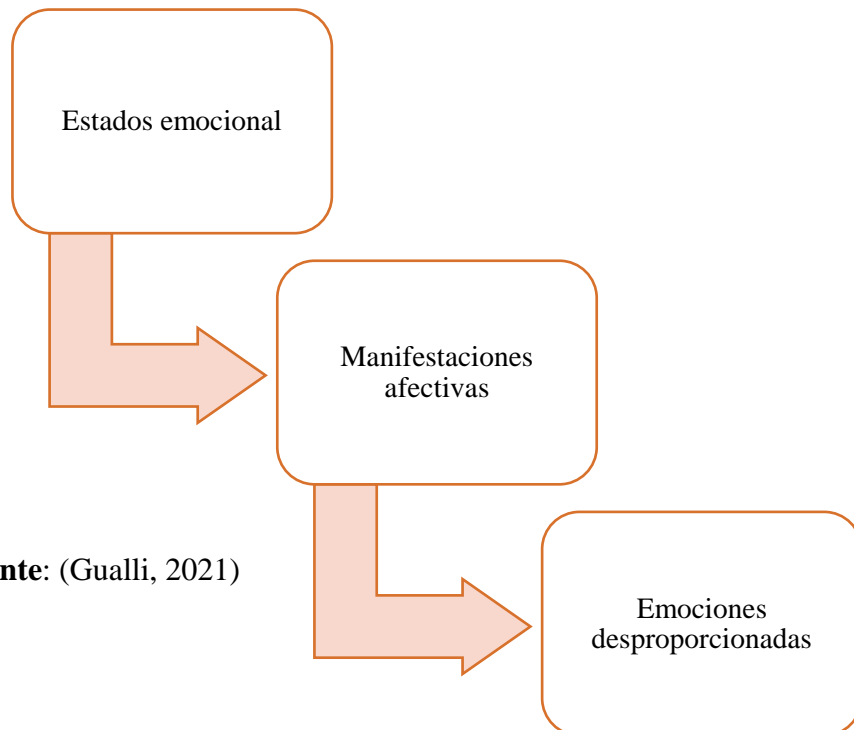 Estados emocional
Manifestaciones
afectivas
nte: (Gualli, 2021)
Emociones
desproporcionadas